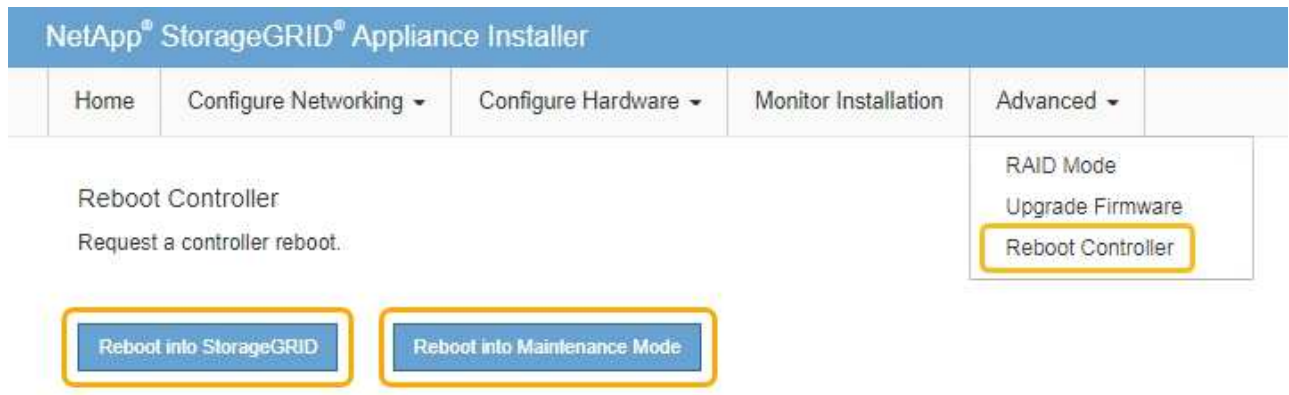 NetApp® StorageGRID® Appliance Installer
Home Configure Networking Configure Hardware Monitor Installation Advanced
RAID Mode
Upgrade Firmware
Reboot Controller
Reboot Controller
Request a controller reboot.
Reboot into StorageGRID Reboot into Maintenance Mode